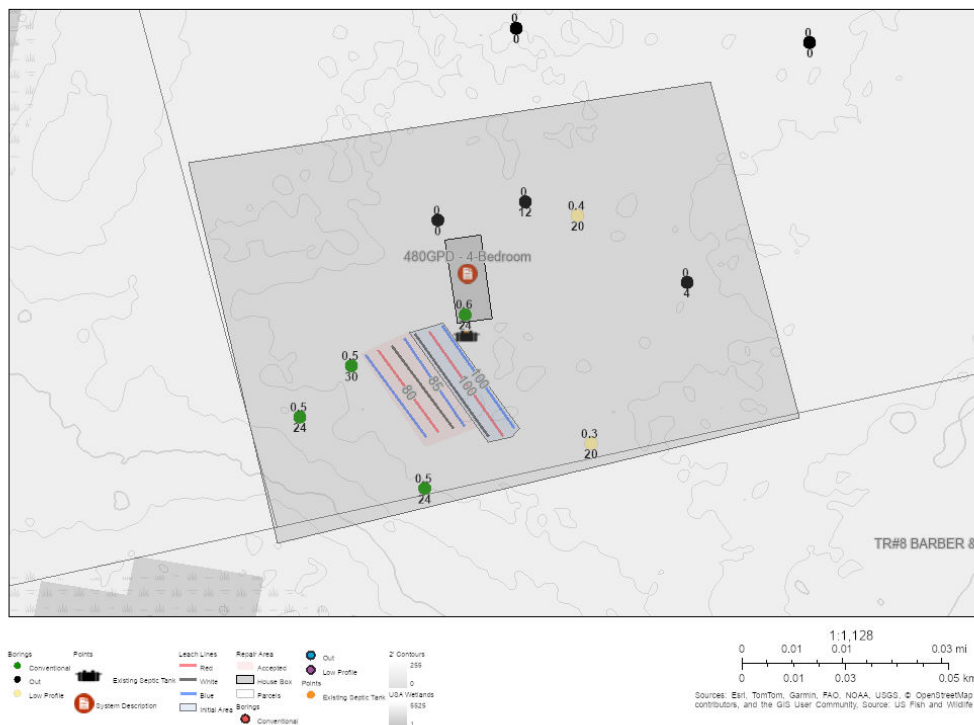 0
0
0
0
0
0
0
12
0.4
20
480GPD - 4-Bedroom
0
4
0.6
24
0.5
30
80
85
100
100
0.5
24
0.3
20
0.5
24
TR#8 BARBER &
Borings
Conventional
Out
Low Profile
Points
Existing Septic Tank
System Description
Leach Lines
Red
White
Blue
Initial Area
Repair Area
Accepted
House Box
Parcels
Borings
Conventional
Out
Low Profile
Points
Existing Septic Tank
2' Contours
255
0
USA Wetlands
5525
1
1:1,128
0 0.01 0.01 0.03 mi
0 0.01 0.03 0.05 km
Sources: Esri, TomTom, Garmin, FAO, NOAA, USGS, © OpenStreetMap
contributors, and the GIS User Community, Source: US Fish and Wildlife